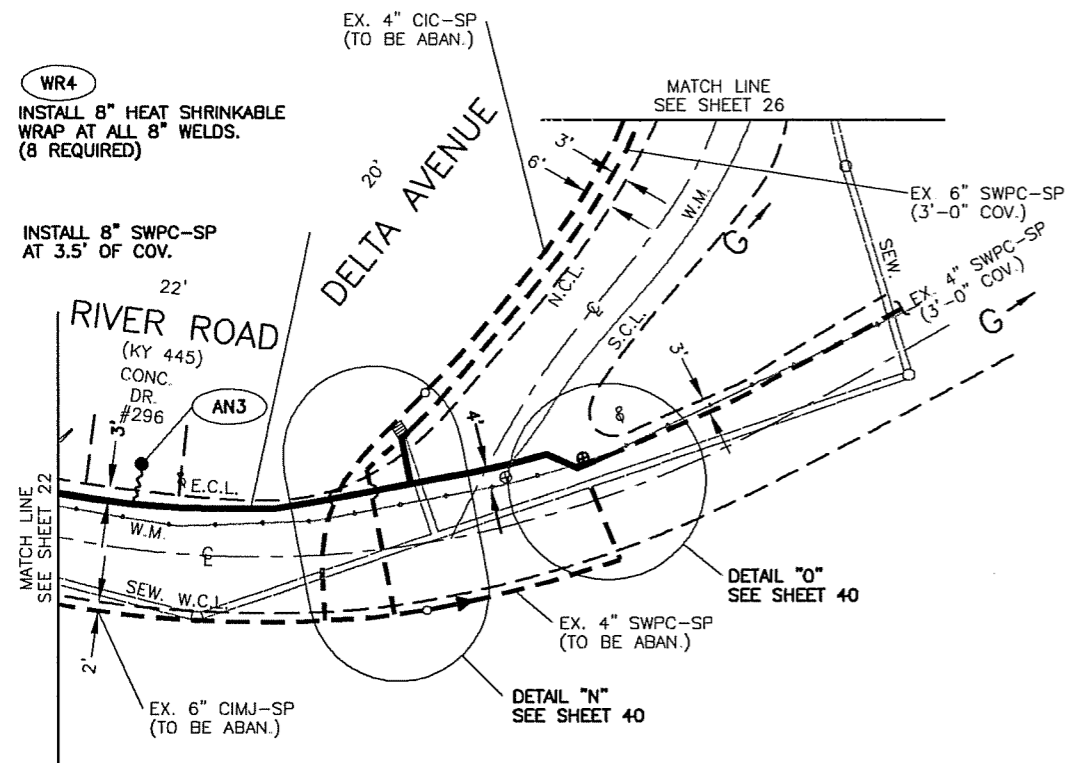 EX. 4" CIC-SP
(TO BE ABAN.)
WR4
INSTALL 8" HEAT SHRINKABLE
WRAP AT ALL 8" WELDS.
(8 REQUIRED)
MATCH LINE
SEE SHEET 26
20'
DELTA AVENUE
3'
6'
W.M.
EX. 6" SWPC-SP
(3'-0" COV.)
INSTALL 8" SWPC-SP
AT 3.5' OF COV.
G
SEW.
EX. 4" SWPC-SP
(3'-0" COV.)
N.C.L.
22'
RIVER ROAD
(KY 445)
CONC.
DR.
#296
AN3
℄
S.C.L.
G
3'
3'
4'
E.C.L.
MATCH LINE
SEE SHEET 22
W.M.
℄
SEW.
W.C.L.
DETAIL "O"
SEE SHEET 40
2'
EX. 4" SWPC-SP
(TO BE ABAN.)
EX. 6" CIMJ-SP
(TO BE ABAN.)
DETAIL "N"
SEE SHEET 40